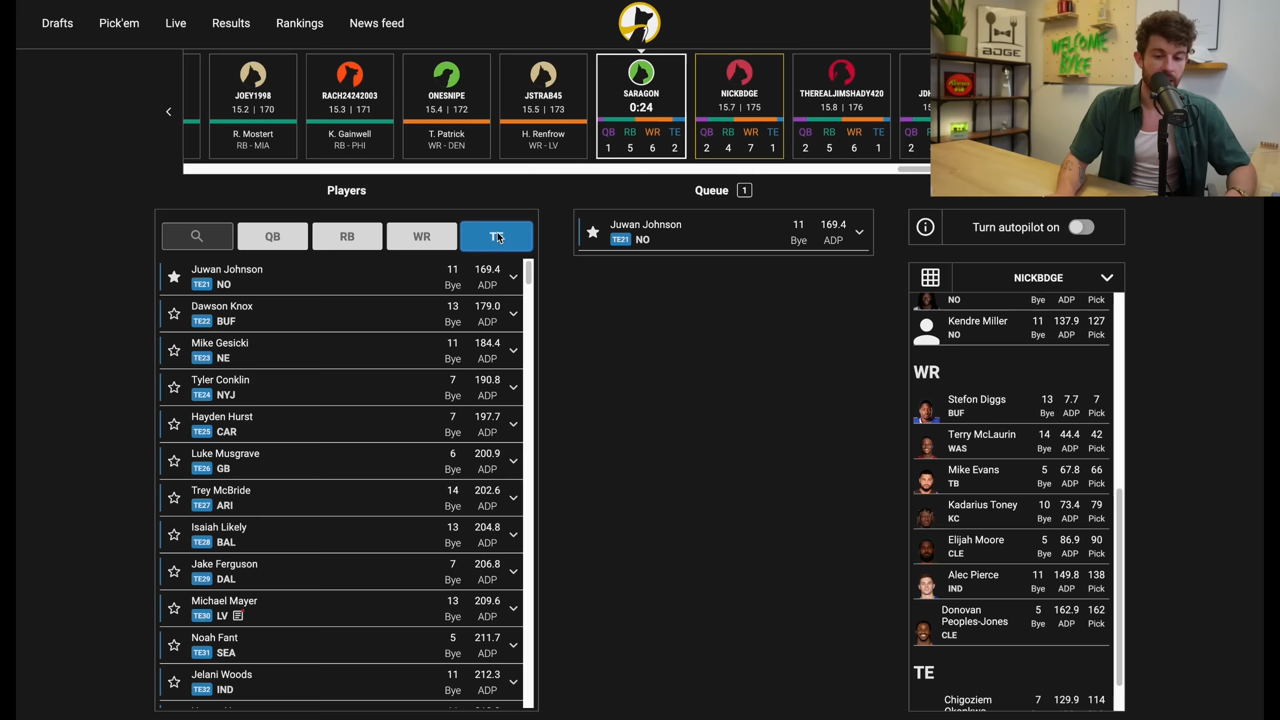 Drafts Pick'em Live Results Rankings News feed
BDGE
WELCOME
JOEY1998
15.2 | 170
R. Mostert
RB - MIA
RACH24242003
15.3 | 171
K. Gainwell
RB - PHI
ONESNIPE
15.4 | 172
T. Patrick
WR - DEN
JSTRAB45
15.5 | 173
H. Renfrow
WR - LV
SARAGON
0:24
QB RB WR TE
1 5 6 2
NICKBDGE
15.7 | 175
QB RB WR TE
2 4 7 1
THEREALJIMSHADY420
15.8 | 176
QB RB WR TE
2 5 6 1
JDH
15.
QB RB
2 4
Players
QB RB WR TE
Juwan Johnson 11 169.4
TE21 NO Bye ADP
Dawson Knox 13 179.0
TE22 BUF Bye ADP
Mike Gesicki 11 184.4
TE23 NE Bye ADP
Tyler Conklin 7 190.8
TE24 NYJ Bye ADP
Hayden Hurst 7 197.7
TE25 CAR Bye ADP
Luke Musgrave 6 200.9
TE26 GB Bye ADP
Trey McBride 14 202.6
TE27 ARI Bye ADP
Isaiah Likely 13 204.8
TE28 BAL Bye ADP
Jake Ferguson 7 206.8
TE29 DAL Bye ADP
Michael Mayer 13 209.6
TE30 LV Bye ADP
Noah Fant 5 211.7
TE31 SEA Bye ADP
Jelani Woods 11 212.3
TE32 IND Bye ADP
Queue 1
Juwan Johnson 11 169.4
TE21 NO Bye ADP
Turn autopilot on
NICKBDGE
NO Bye ADP Pick
Kendre Miller 11 137.9 127
NO Bye ADP Pick
WR
Stefon Diggs 13 7.7 7
BUF Bye ADP Pick
Terry McLaurin 14 44.4 42
WAS Bye ADP Pick
Mike Evans 5 67.8 66
TB Bye ADP Pick
Kadarius Toney 10 73.4 79
KC Bye ADP Pick
Elijah Moore 5 86.9 90
CLE Bye ADP Pick
Alec Pierce 11 149.8 138
IND Bye ADP Pick
Donovan 5 162.9 162
Peoples-Jones Bye ADP Pick
CLE
TE
Chigoziem 7 129.9 114
Okonkwo Bye ADP Pick